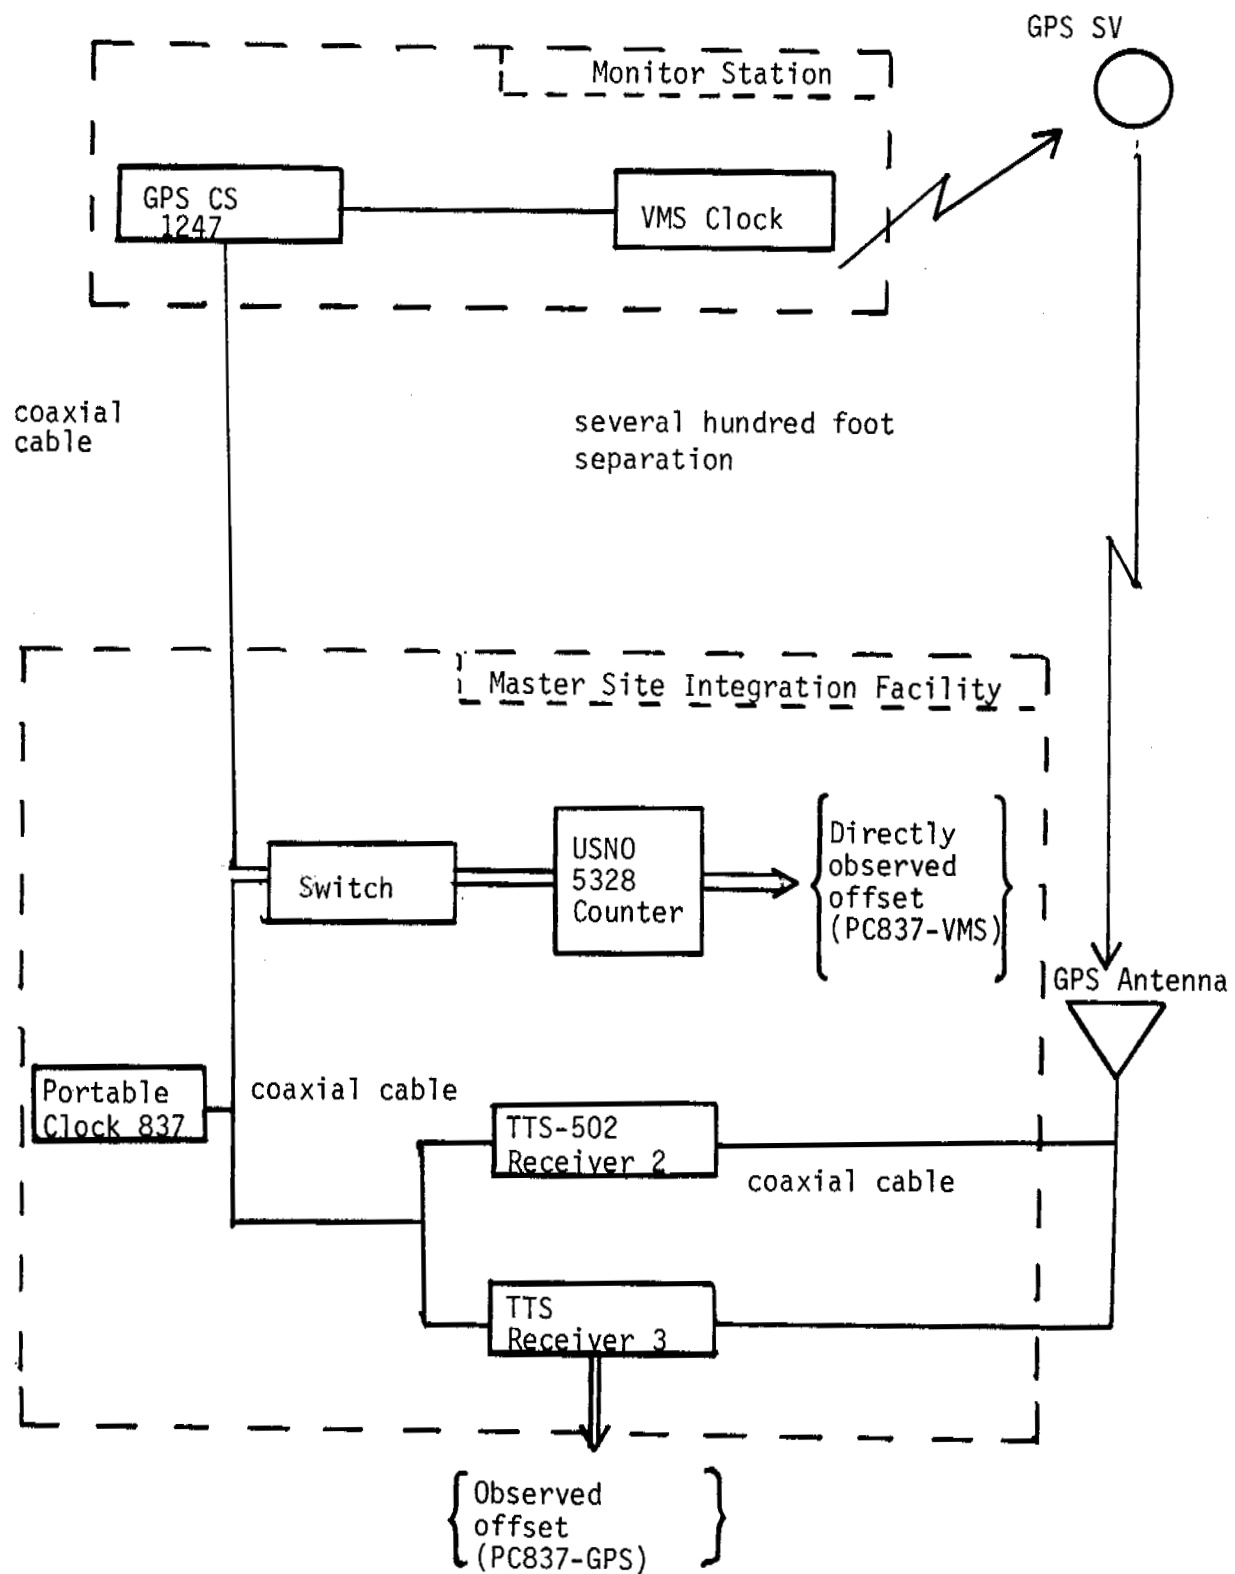 GPS SV
Monitor Station
GPS CS
1247
VMS Clock
coaxial
cable
several hundred foot
separation
Master Site Integration Facility
Switch
USNO
5328
Counter
Directly
observed
offset
(PC837-VMS)
GPS Antenna
Portable
Clock 837
coaxial cable
TTS-502
Receiver 2
coaxial cable
TTS
Receiver 3
Observed
offset
(PC837-GPS)